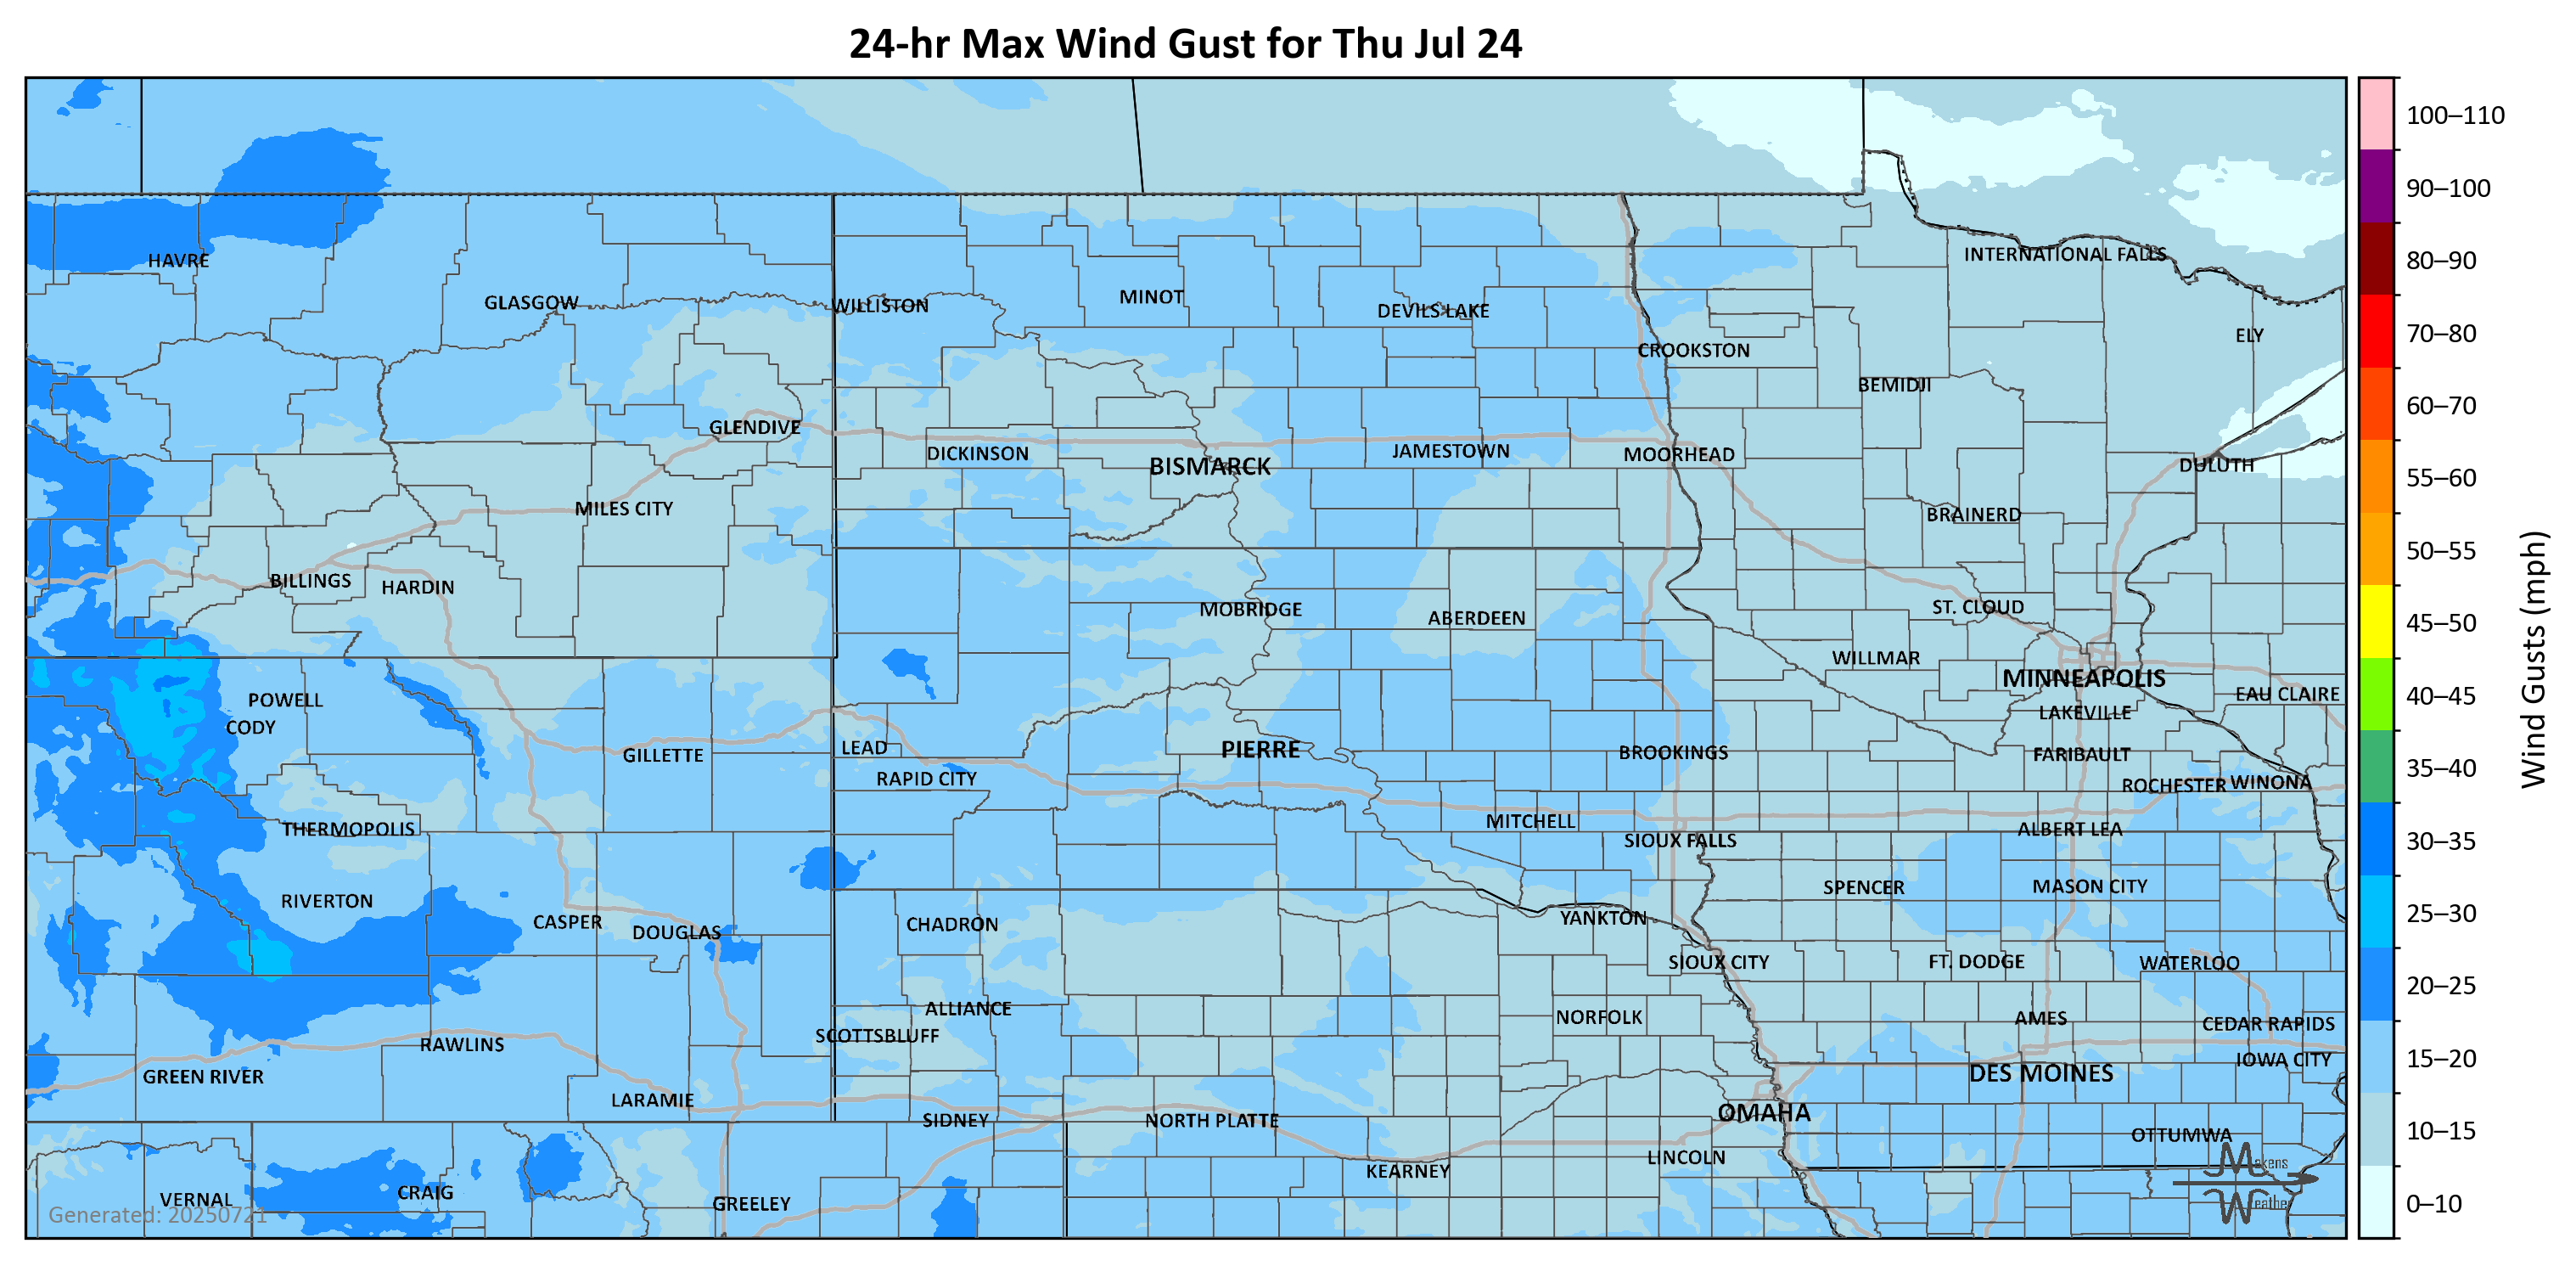 24-hr Max Wind Gust for Thu Jul 24
100–110
90–100
80–90
70–80
60–70
55–60
50–55
45–50
40–45
35–40
30–35
25–30
20–25
15–20
10–15
0–10
Wind Gusts (mph)
HAVRE
INTERNATIONAL FALLS
GLASGOW
WILLISTON
MINOT
DEVILS LAKE
ELY
CROOKSTON
BEMIDJI
GLENDIVE
DICKINSON
BISMARCK
JAMESTOWN
MOORHEAD
DULUTH
MILES CITY
BRAINERD
BILLINGS
HARDIN
MOBRIDGE
ABERDEEN
ST. CLOUD
WILLMAR
MINNEAPOLIS
EAU CLAIRE
POWELL
CODY
LAKEVILLE
GILLETTE
LEAD
PIERRE
BROOKINGS
FARIBAULT
RAPID CITY
ROCHESTER
WINONA
THERMOPOLIS
MITCHELL
SIOUX FALLS
ALBERT LEA
RIVERTON
SPENCER
MASON CITY
CASPER
DOUGLAS
CHADRON
YANKTON
SIOUX CITY
FT. DODGE
WATERLOO
ALLIANCE
NORFOLK
AMES
CEDAR RAPIDS
SCOTTSBLUFF
RAWLINS
IOWA CITY
GREEN RIVER
DES MOINES
LARAMIE
SIDNEY
NORTH PLATTE
OMAHA
OTTUMWA
LINCOLN
KEARNEY
VERNAL
CRAIG
GREELEY
Generated: 20250721
Makens
Weather